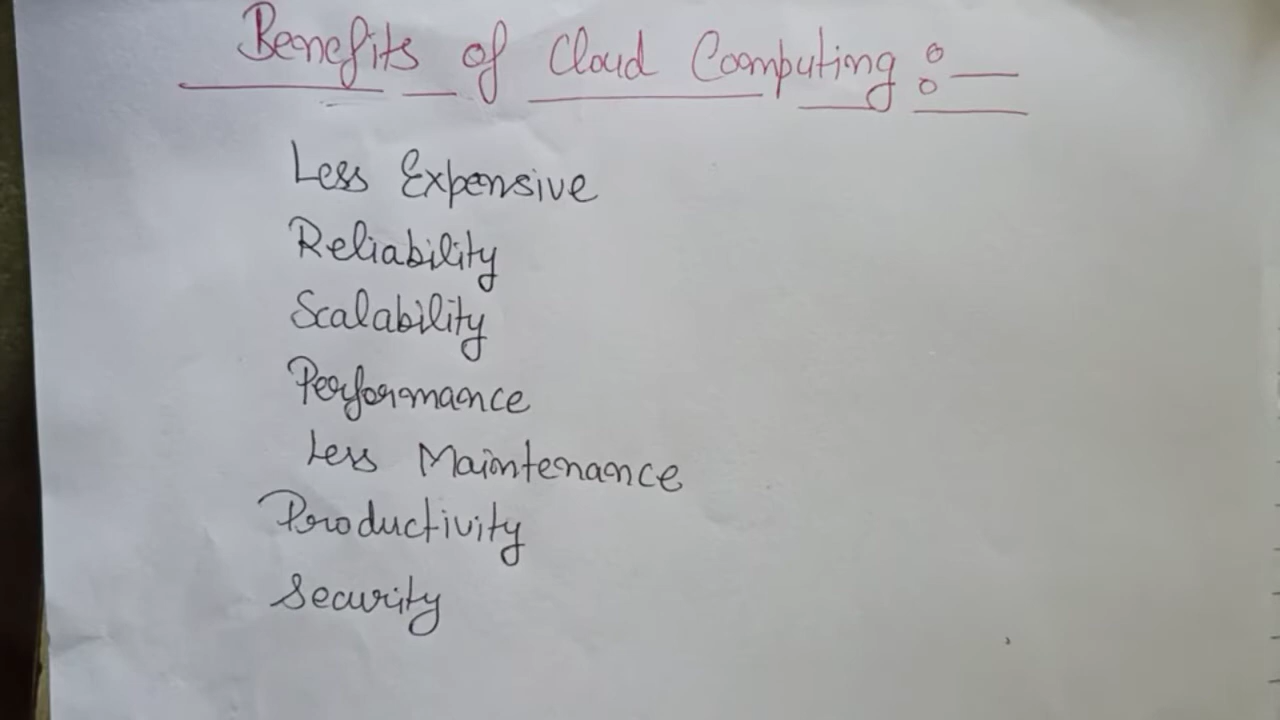 Benefits of Cloud Computing :-
Less Expensive
Reliability
Scalability
Performance
Less Maintenance
Productivity
Security